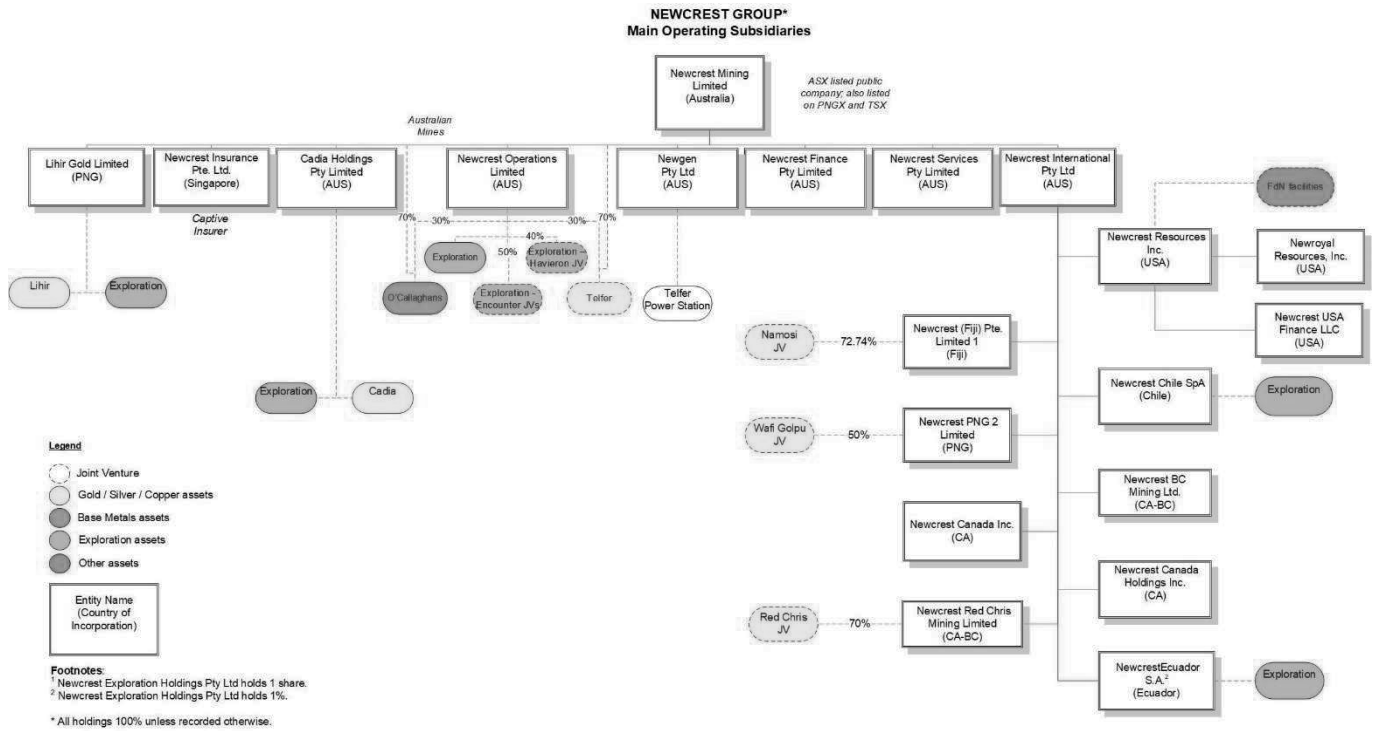 NEWCREST GROUP*
Main Operating Subsidiaries
Newcrest Mining
Limited
(Australia)
ASX listed public
company; also listed
on PNGX and TSX
Australian
Mines
Lihir Gold Limited
(PNG)
Newcrest Insurance
Pte. Ltd.
(Singapore)
Cadia Holdings
Pty Limited
(AUS)
Newcrest Operations
Limited
(AUS)
Newgen
Pty Ltd
(AUS)
Newcrest Finance
Pty Limited
(AUS)
Newcrest Services
Pty Limited
(AUS)
Newcrest International
Pty Ltd
(AUS)
Captive
Insurer
70%
30%
30%
70%
40%
50%
Exploration
Exploration –
Havieron JV
Lihir
Exploration
O'Callaghans
Exploration -
Encounter JVs
Telfer
Telfer
Power Station
Exploration
Cadia
FdN facilities
Newcrest Resources
Inc.
(USA)
Newroyal
Resources, Inc.
(USA)
Newcrest USA
Finance LLC
(USA)
Namosi
JV
72.74%
Newcrest (Fiji) Pte.
Limited 1
(Fiji)
Newcrest Chile SpA
(Chile)
Exploration
Wafi Golpu
JV
50%
Newcrest PNG 2
Limited
(PNG)
Newcrest BC
Mining Ltd.
(CA-BC)
Newcrest Canada Inc.
(CA)
Newcrest Canada
Holdings Inc.
(CA)
Red Chris
JV
70%
Newcrest Red Chris
Mining Limited
(CA-BC)
NewcrestEcuador
S.A.²
(Ecuador)
Exploration
Legend
Joint Venture
Gold / Silver / Copper assets
Base Metals assets
Exploration assets
Other assets
Entity Name
(Country of
Incorporation)
Footnotes:
¹ Newcrest Exploration Holdings Pty Ltd holds 1 share.
² Newcrest Exploration Holdings Pty Ltd holds 1%.
* All holdings 100% unless recorded otherwise.